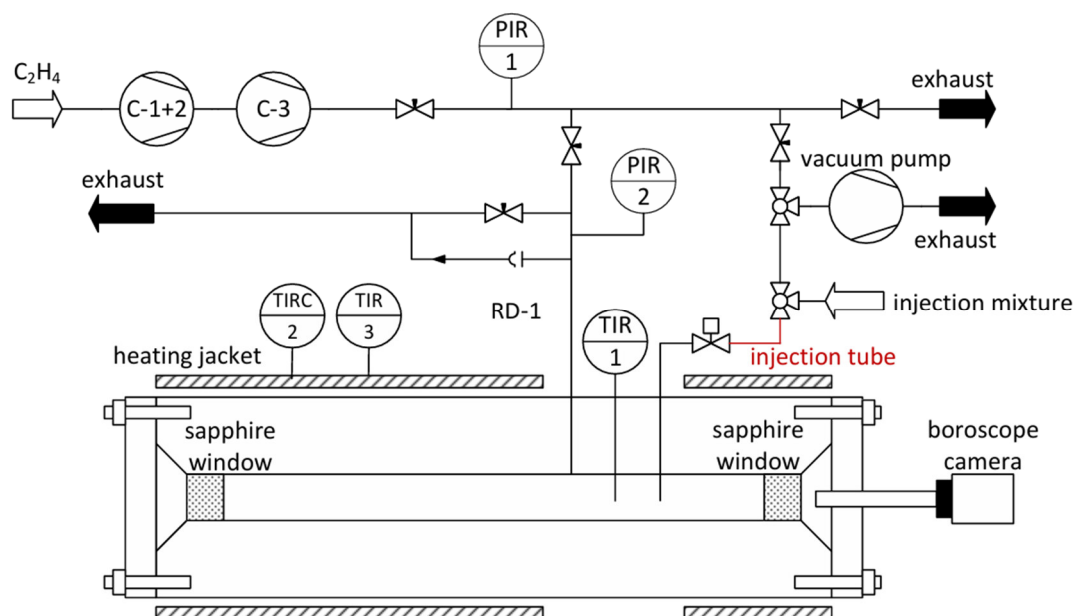 PIR
1
C₂H₄
C-1+2
C-3
exhaust
vacuum pump
exhaust
PIR
2
exhaust
injection mixture
RD-1
TIRC
2
TIR
3
TIR
1
injection tube
heating jacket
sapphire
window
sapphire
window
boroscope
camera